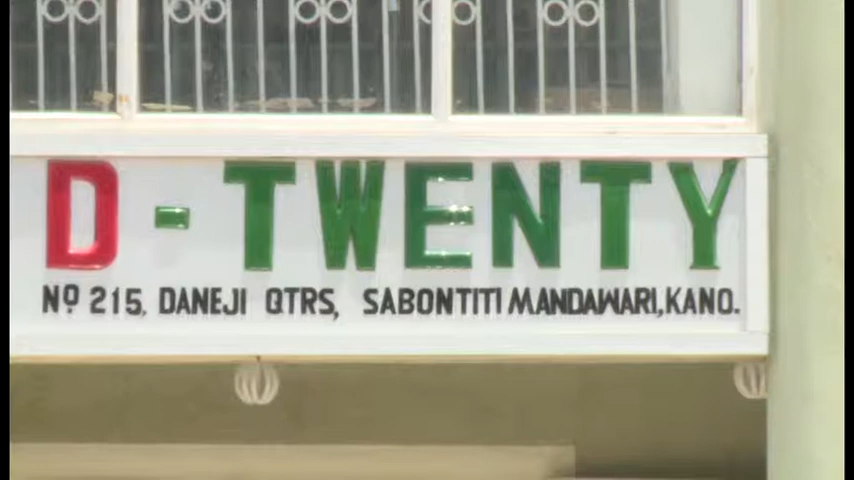 D - TWENTY
Nº 215, DANEJI QTRS, SABONTITI MANDAWARI, KANO.